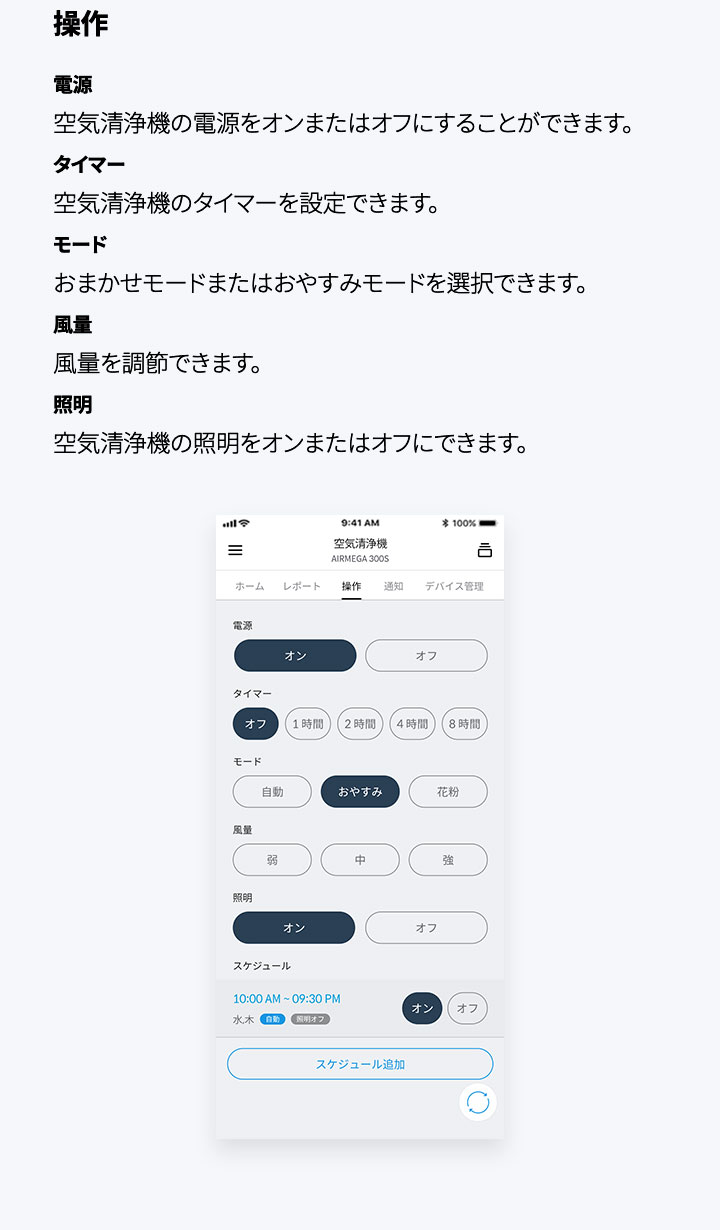 操作
電源
空気清浄機の電源をオンまたはオフにすることができます。
タイマー
空気清浄機のタイマーを設定できます。
モード
おまかせモードまたはおやすみモードを選択できます。
風量
風量を調節できます。
照明
空気清浄機の照明をオンまたはオフにできます。
9:41 AM 100%
空気清浄機
AIRMEGA 300S
ホーム レポート 操作 通知 デバイス管理
電源
オン オフ
タイマー
オフ 1 時間 2 時間 4 時間 8 時間
モード
自動 おやすみ 花粉
風量
弱 中 強
照明
オン オフ
スケジュール
10:00 AM ~ 09:30 PM
オン オフ
水,木 自動 照明オフ
スケジュール追加